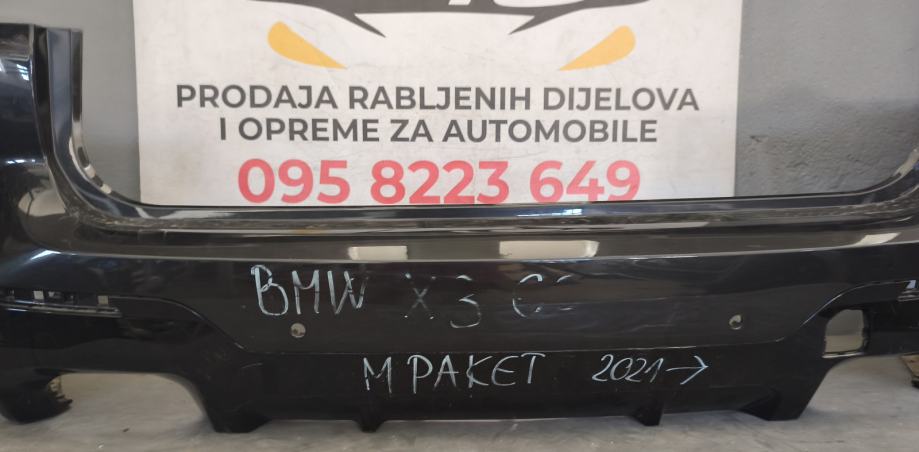 PRODAJA RABLJENIH DIJELOVA
I OPREME ZA AUTOMOBILE
095 8223 649
BMW X3
M PAKET 2021→